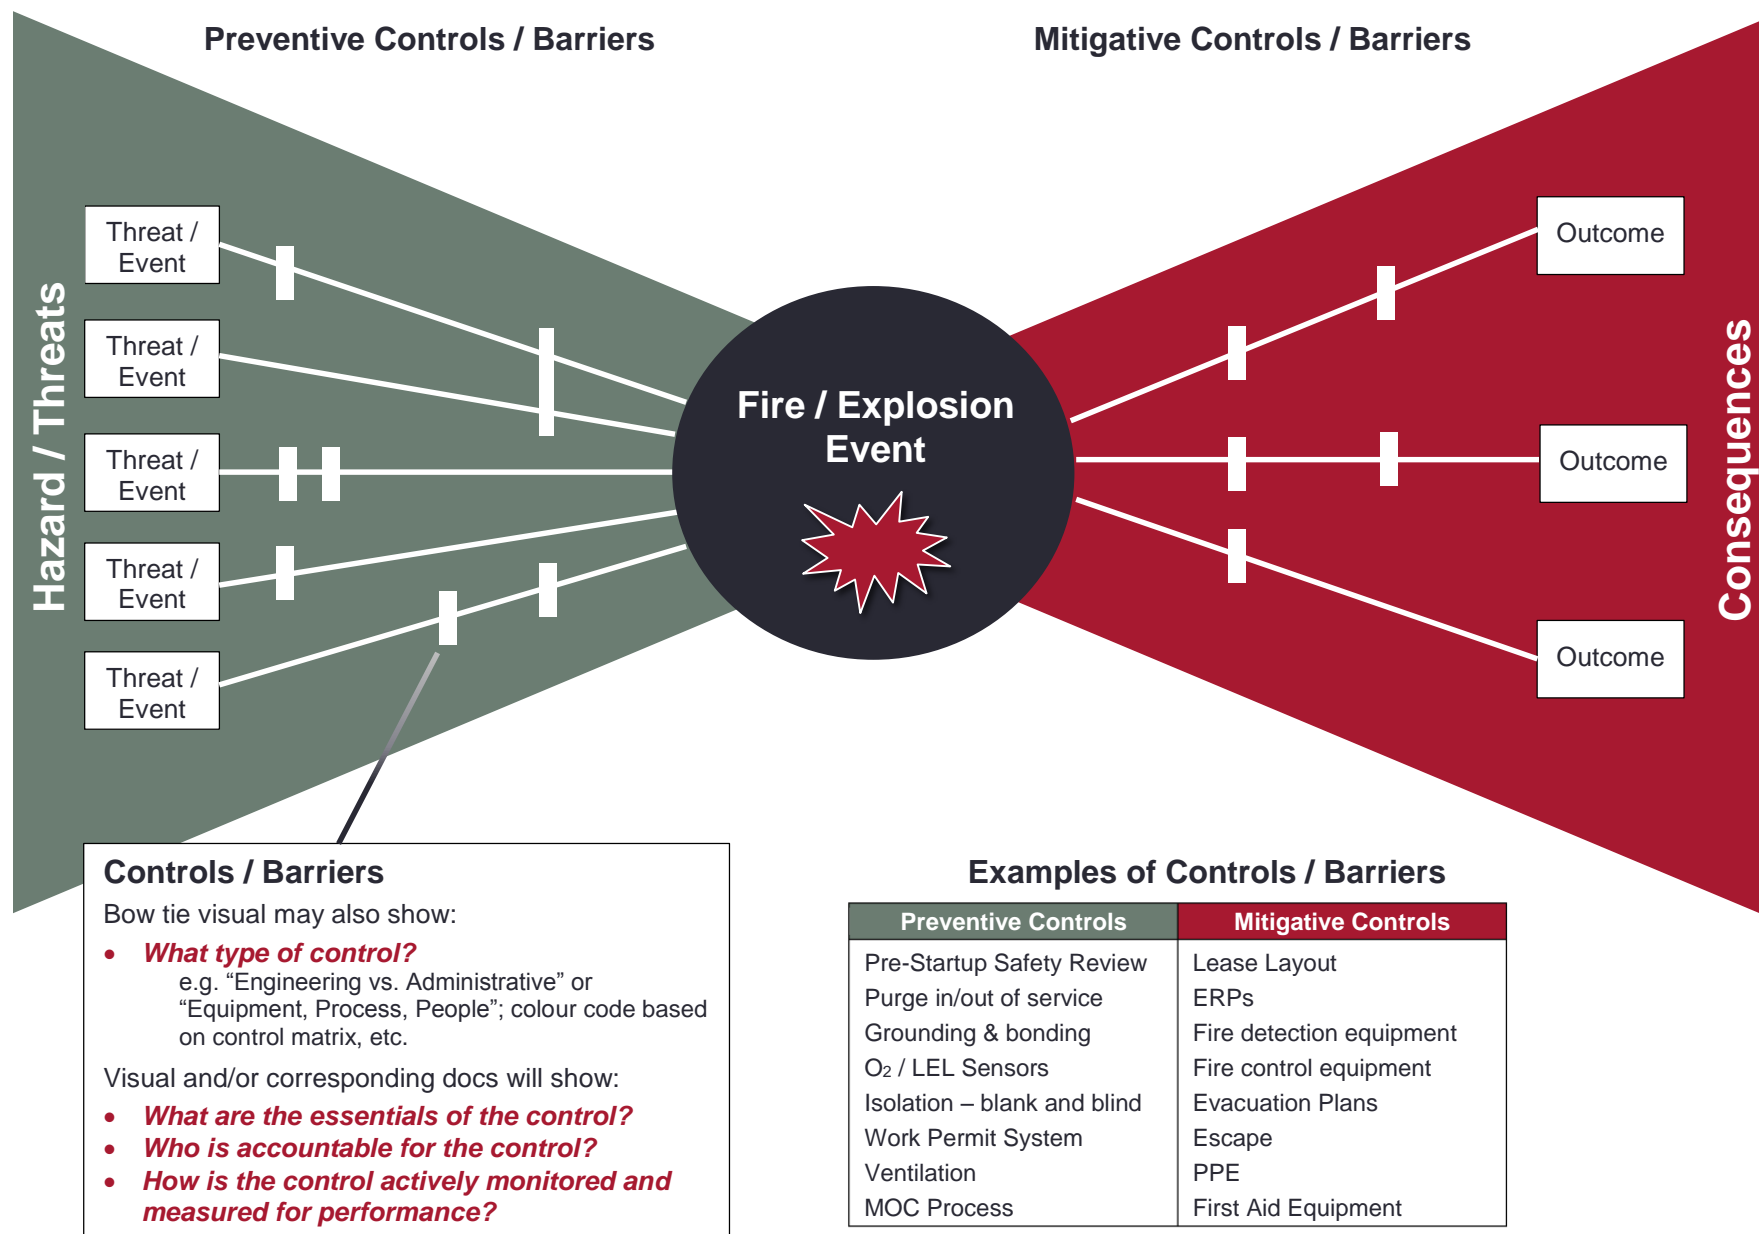 Preventive Controls / Barriers
Mitigative Controls / Barriers
Hazard / Threats
Threat /
Event
Threat /
Event
Threat /
Event
Threat /
Event
Threat /
Event
Fire / Explosion
Event
Outcome
Outcome
Outcome
Consequences
Controls / Barriers
Bow tie visual may also show:
• What type of control?
e.g. “Engineering vs. Administrative” or
“Equipment, Process, People”; colour code based
on control matrix, etc.
Visual and/or corresponding docs will show:
• What are the essentials of the control?
• Who is accountable for the control?
• How is the control actively monitored and
measured for performance?
Examples of Controls / Barriers
Preventive Controls
Mitigative Controls
Pre-Startup Safety Review
Lease Layout
Purge in/out of service
ERPs
Grounding & bonding
Fire detection equipment
O₂ / LEL Sensors
Fire control equipment
Isolation – blank and blind
Evacuation Plans
Work Permit System
Escape
Ventilation
PPE
MOC Process
First Aid Equipment